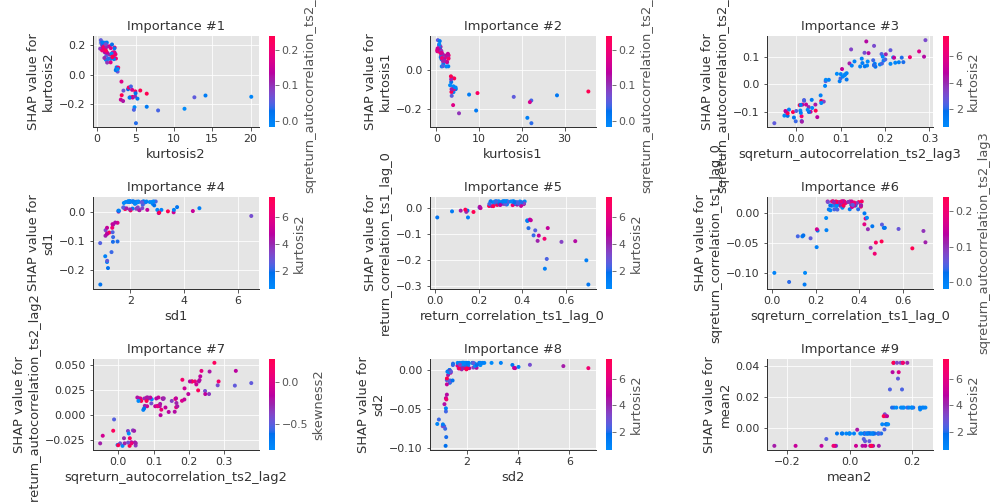 Importance #1
SHAP value for
kurtosis2
0.2
0.0
−0.2
0
5
10
15
20
kurtosis2
0.2
0.1
0.0
sqreturn_autocorrelation_ts2_
Importance #2
SHAP value for
kurtosis1
0.0
−0.2
0
10
20
30
kurtosis1
0.2
0.1
0.0
sqreturn_autocorrelation_ts2_
Importance #3
SHAP value for
sqreturn_autocorrelation_ts2_
0.1
0.0
−0.1
0.0
0.1
0.2
0.3
sqreturn_autocorrelation_ts2_lag3
6
4
2
kurtosis2
Importance #4
SHAP value for
sd1
0.0
−0.1
−0.2
2
4
6
sd1
6
4
2
kurtosis2
Importance #5
SHAP value for
return_correlation_ts1_lag_0
0.0
−0.1
−0.2
−0.3
0.0
0.2
0.4
0.6
return_correlation_ts1_lag_0
6
4
2
kurtosis2
Importance #6
SHAP value for
sqreturn_correlation_ts1_lag_0
0.00
−0.05
−0.10
0.0
0.2
0.4
0.6
sqreturn_correlation_ts1_lag_0
0.2
0.1
0.0
sqreturn_autocorrelation_ts2_lag3
Importance #7
SHAP value for
return_autocorrelation_ts2_lag2
0.050
0.025
0.000
−0.025
0.0
0.1
0.2
0.3
sqreturn_autocorrelation_ts2_lag2
0.0
−0.5
skewness2
Importance #8
SHAP value for
sd2
0.00
−0.05
−0.10
2
4
6
sd2
6
4
2
kurtosis2
Importance #9
SHAP value for
mean2
0.04
0.02
0.00
−0.2
0.0
0.2
mean2
6
4
2
kurtosis2